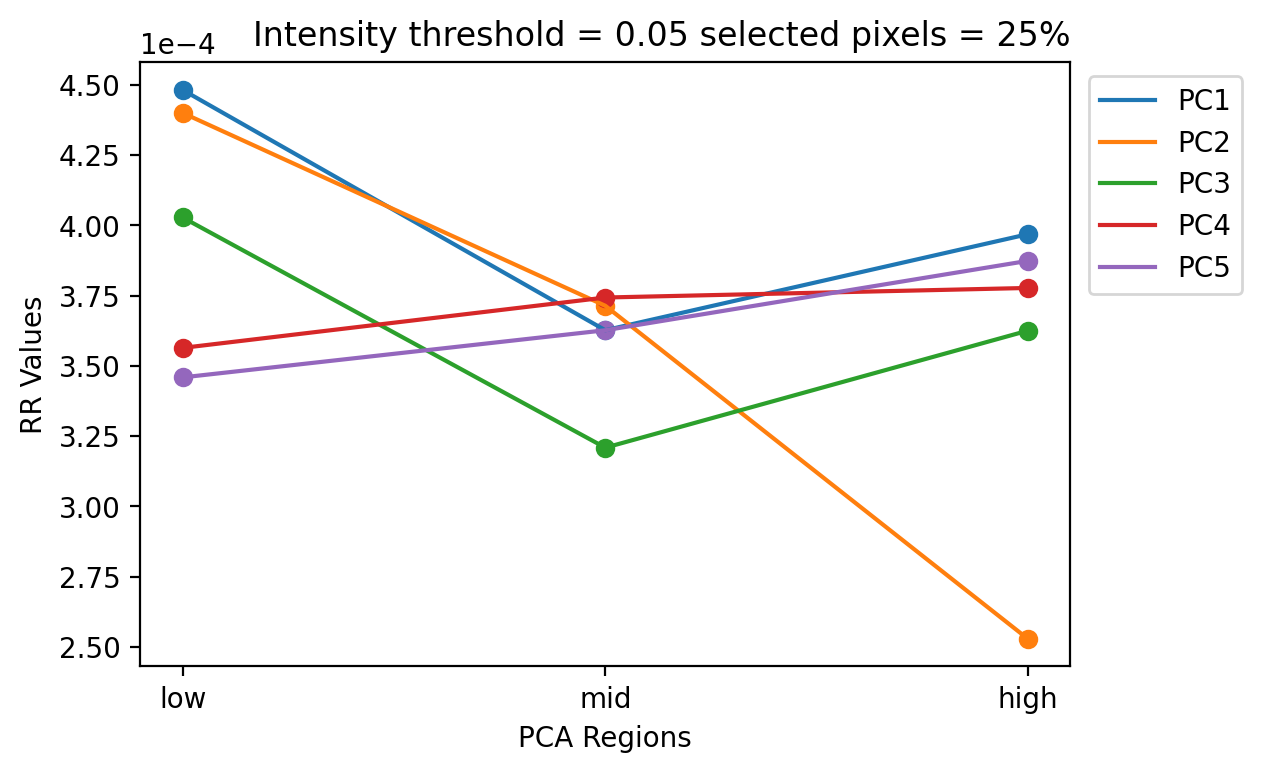 Intensity threshold = 0.05 selected pixels = 25%
1e−4
4.50
4.25
4.00
3.75
3.50
3.25
3.00
2.75
2.50
RR Values
low
mid
high
PCA Regions
PC1
PC2
PC3
PC4
PC5